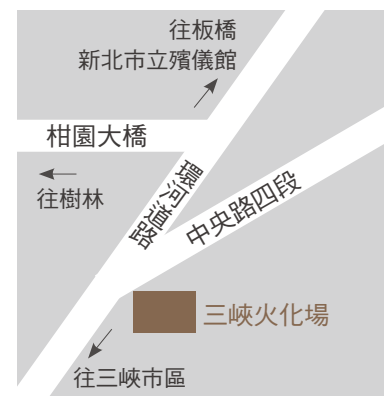 往板橋
新北市立殯儀館
柑園大橋
往樹林
環河道路
中央路四段
三峽火化場
往三峽市區